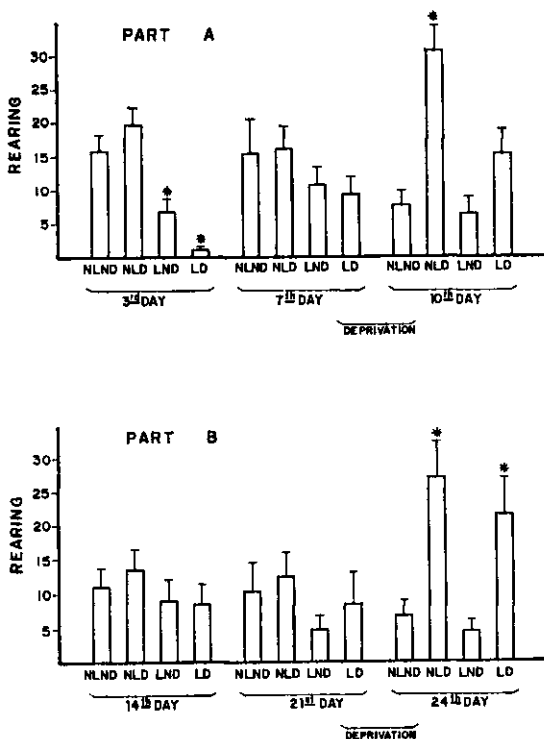 PART A
REARING
30
25
20
15
10
5
*
*
*
NLND NLD LND LD NLND NLD LND LD NLND NLD LND LD
3rd DAY 7th DAY 10th DAY
DEPRIVATION
PART B
REARING
30
25
20
15
10
5
*
*
NLND NLD LND LD NLND NLD LND LD NLND NLD LND LD
14th DAY 21st DAY 24th DAY
DEPRIVATION